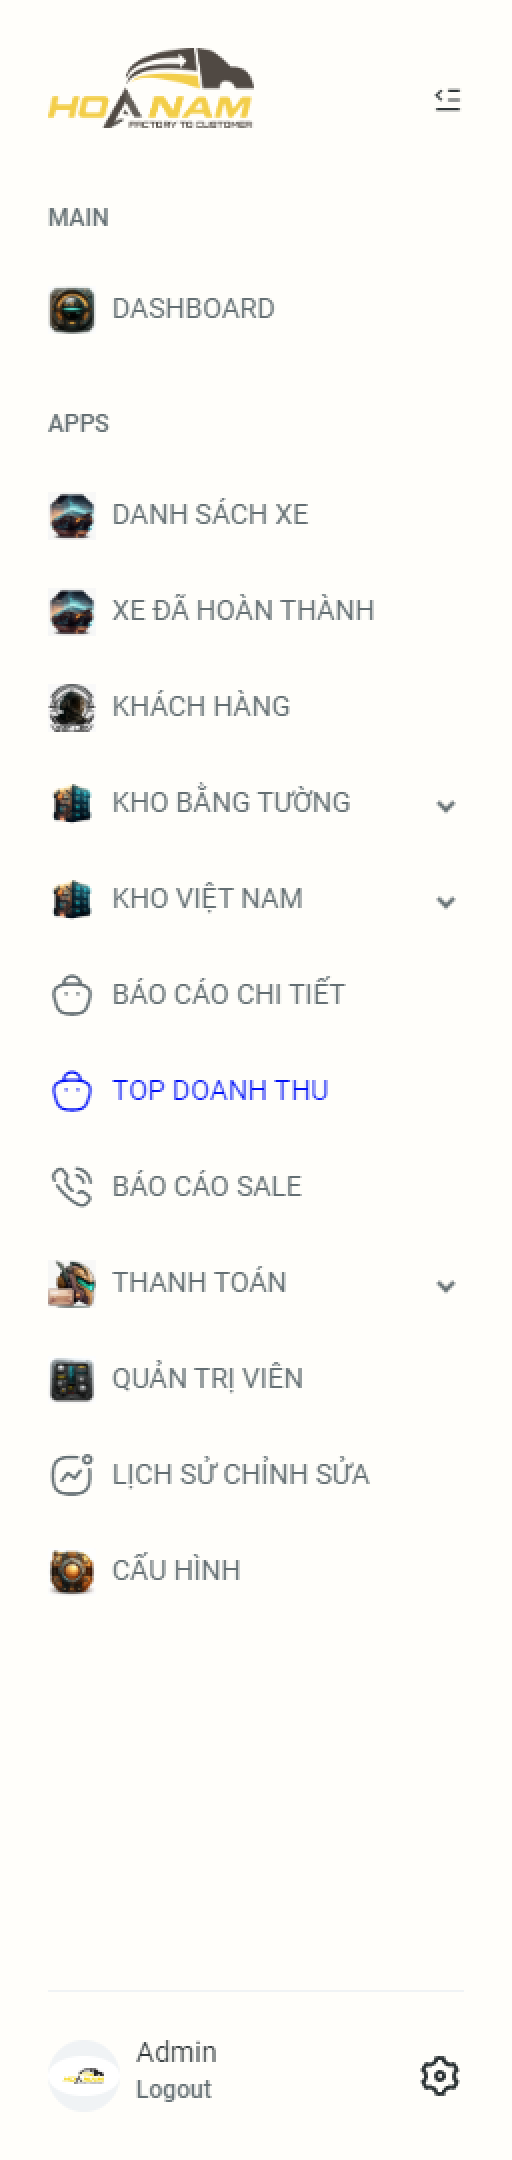 HOA NAM
FACTORY TO CUSTOMER
MAIN
DASHBOARD
APPS
DANH SÁCH XE
XE ĐÃ HOÀN THÀNH
KHÁCH HÀNG
KHO BẰNG TƯỜNG
KHO VIỆT NAM
BÁO CÁO CHI TIẾT
TOP DOANH THU
BÁO CÁO SALE
THANH TOÁN
QUẢN TRỊ VIÊN
LỊCH SỬ CHỈNH SỬA
CẤU HÌNH
Admin
Logout